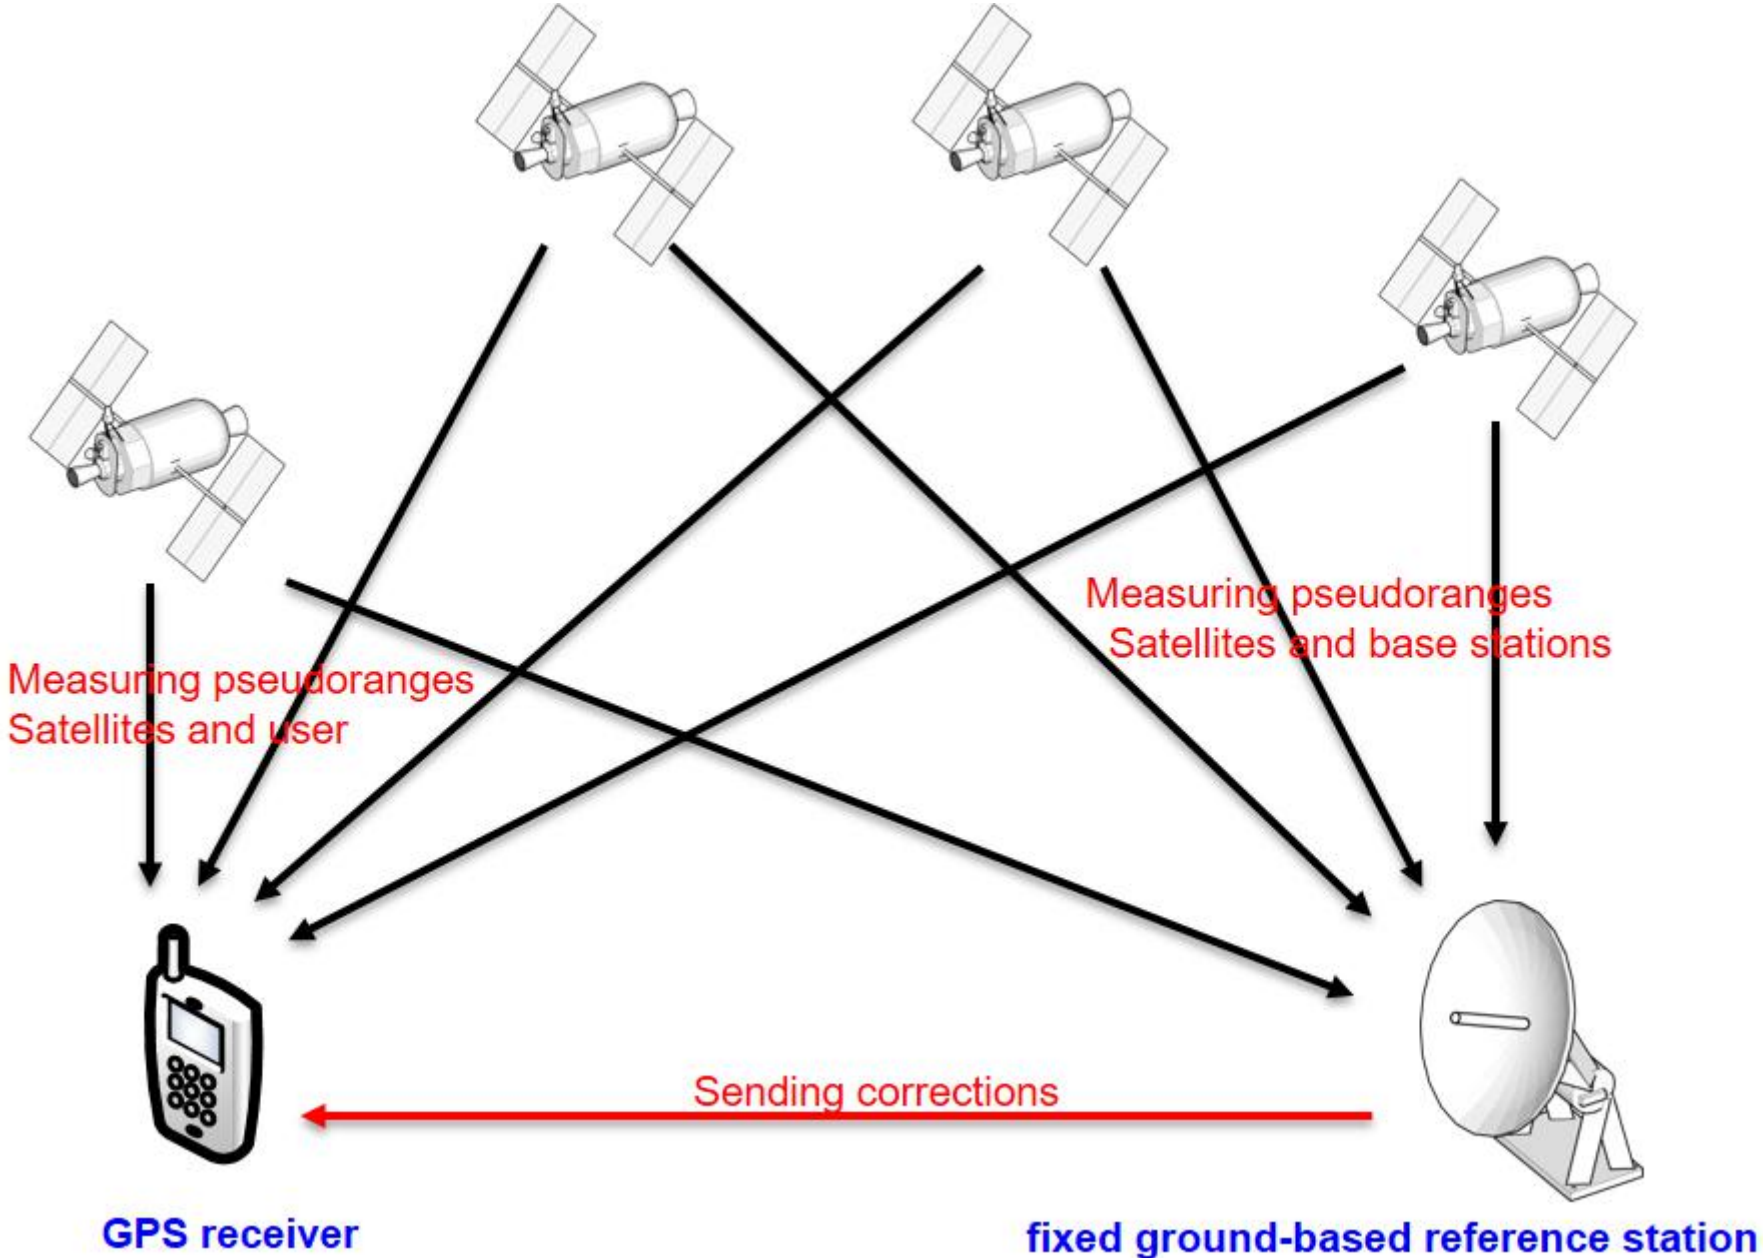 Measuring pseudoranges
Satellites and base stations
Measuring pseudoranges
Satellites and user
Sending corrections
GPS receiver
fixed ground-based reference station